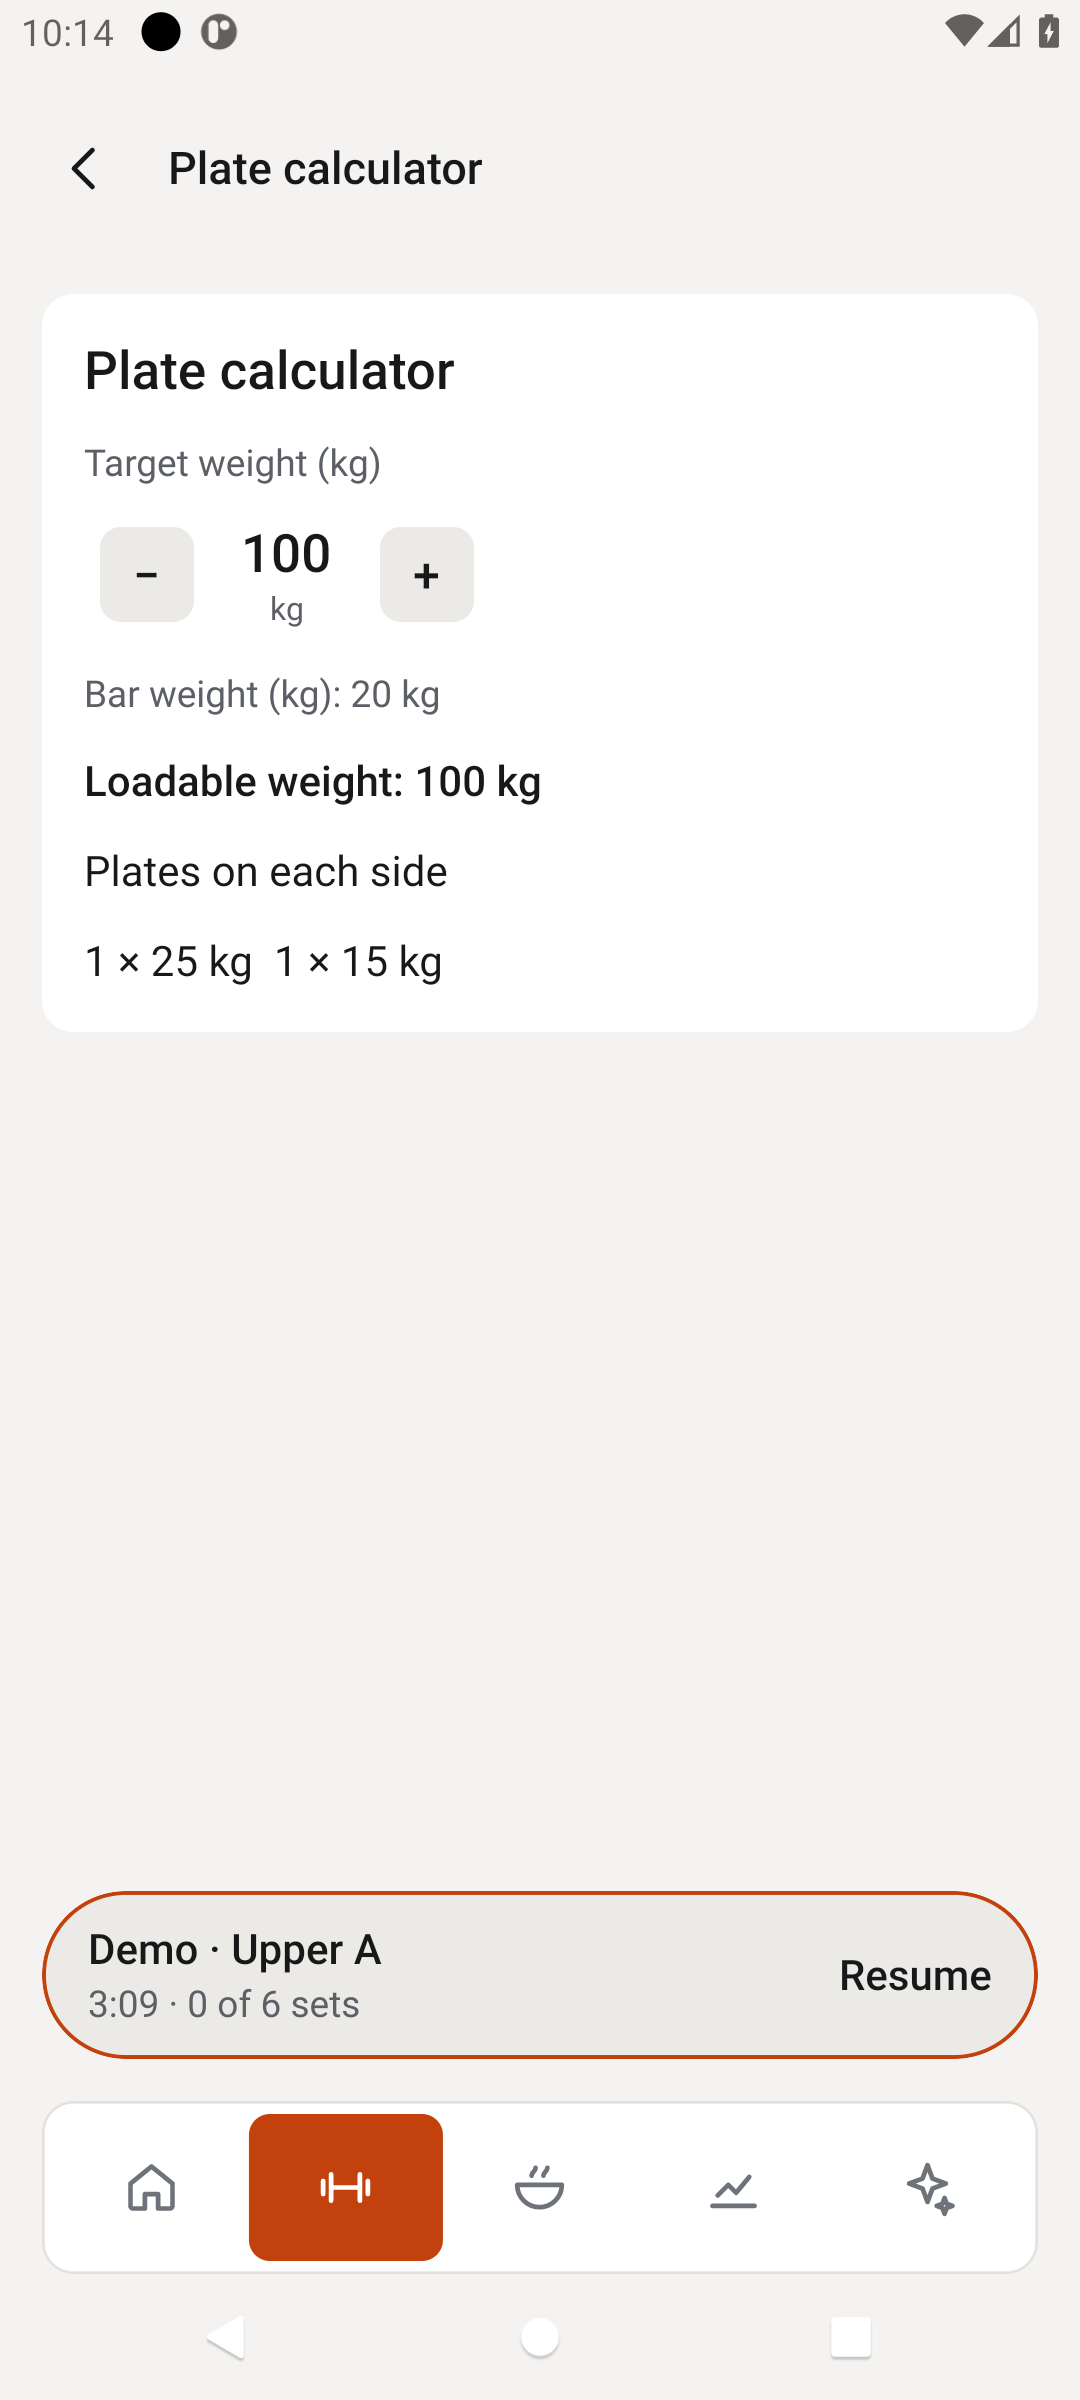 10:14
Plate calculator
Plate calculator
Target weight (kg)
− 100 +
kg
Bar weight (kg): 20 kg
Loadable weight: 100 kg
Plates on each side
1 × 25 kg 1 × 15 kg
Demo · Upper A
3:09 · 0 of 6 sets
Resume